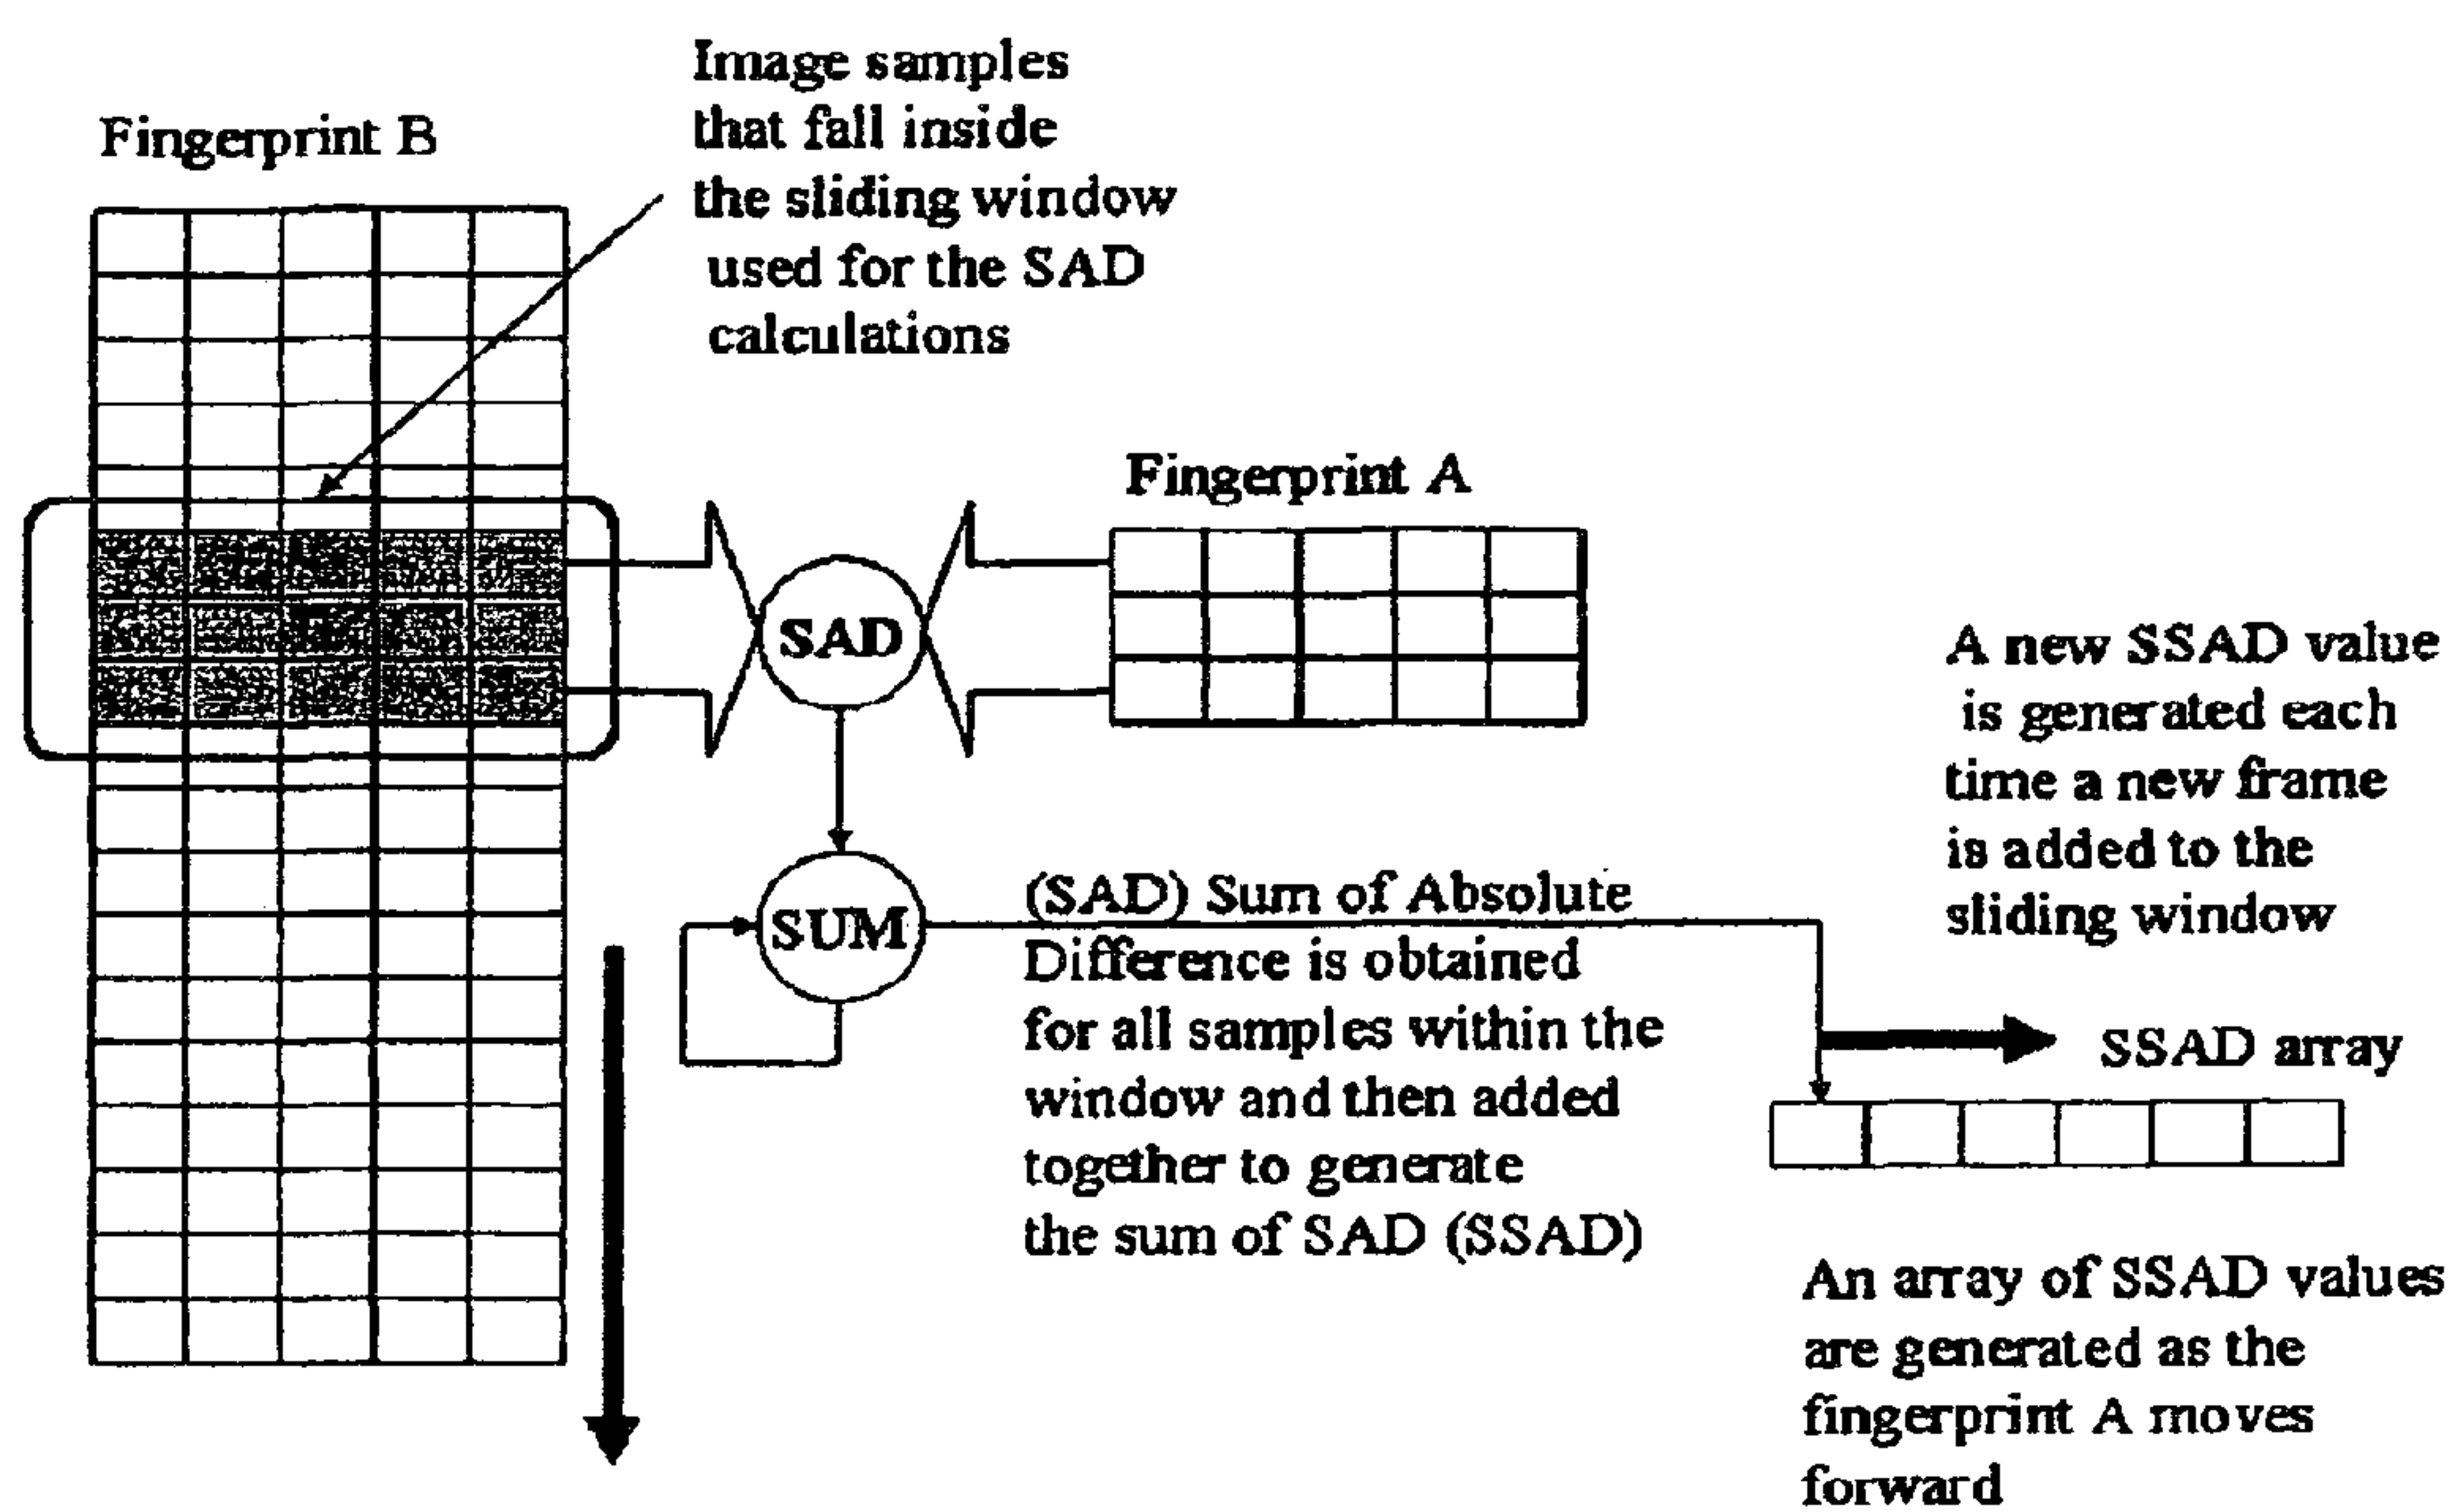 Fingerprint B
Image samples
that fall inside
the sliding window
used for the SAD
calculations
Fingerprint A
SAD
SUM
(SAD) Sum of Absolute
Difference is obtained
for all samples within the
window and then added
together to generate
the sum of SAD (SSAD)
A new SSAD value
is generated each
time a new frame
is added to the
sliding window
SSAD array
An array of SSAD values
are generated as the
fingerprint A moves
forward